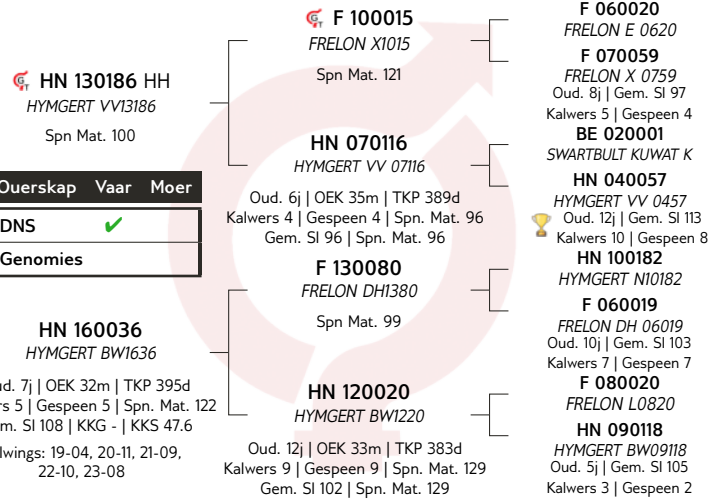 HN 130186 HH
HYMGERT VV13186
Spn Mat. 100
Ouerskap Vaar Moer
DNS ✔
Genomies
HN 160036
HYMGERT BW1636
7j | OEK 32m | TKP 395d
5 | Gespeen 5 | Spn. Mat. 122
SI 108 | KKG - | KKS 47.6
19-04, 20-11, 21-09,
22-10, 23-08
F 100015
FRELON X1015
Spn Mat. 121
HN 070116
HYMGERT VV 07116
Oud. 6j | OEK 35m | TKP 389d
Kalwers 4 | Gespeen 4 | Spn. Mat. 96
Gem. SI 96 | Spn. Mat. 96
F 130080
FRELON DH1380
Spn Mat. 99
HN 120020
HYMGERT BW1220
Oud. 12j | OEK 33m | TKP 383d
Kalwers 9 | Gespeen 9 | Spn. Mat. 129
Gem. SI 102 | Spn. Mat. 129
F 060020
FRELON E 0620
F 070059
FRELON X 0759
Oud. 8j | Gem. SI 97
Kalwers 5 | Gespeen 4
BE 020001
SWARTBULT KUWAT K
HN 040057
HYMGERT VV 0457
Oud. 12j | Gem. SI 113
Kalwers 10 | Gespeen 8
HN 100182
HYMGERT N10182
F 060019
FRELON DH 06019
Oud. 10j | Gem. SI 103
Kalwers 7 | Gespeen 7
F 080020
FRELON L0820
HN 090118
HYMGERT BW09118
Oud. 5j | Gem. SI 105
Kalwers 3 | Gespeen 2